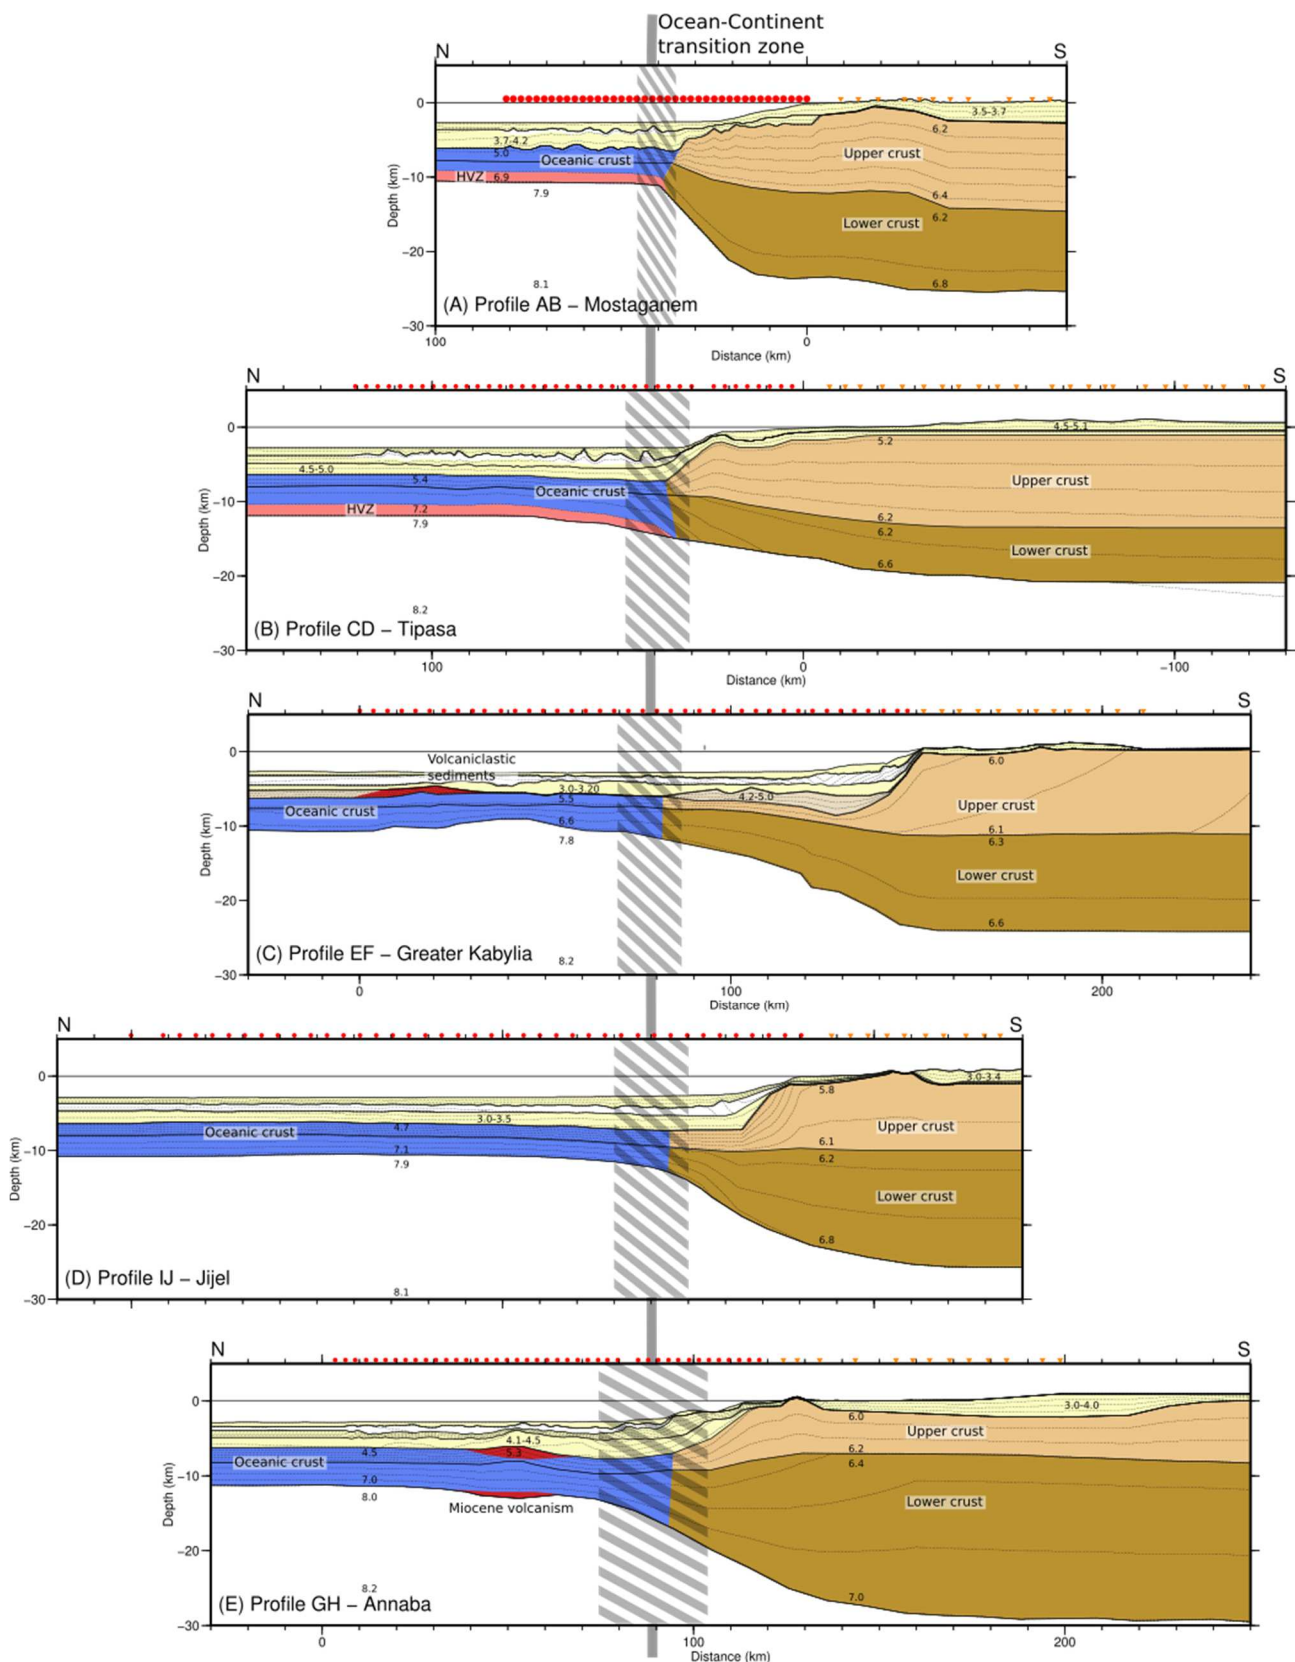 Ocean-Continent
transition zone
N
S
0
−10
−20
−30
Depth (km)
3.5-3.7
6.2
3.7-4.2
5.0
Oceanic crust
Upper crust
HVZ
6.9
7.9
6.4
6.2
Lower crust
8.1
6.8
(A) Profile AB − Mostaganem
100
0
Distance (km)
N
S
0
−10
−20
−30
Depth (km)
4.5-5.1
5.2
4.5-5.0
5.4
Oceanic crust
Upper crust
HVZ
7.2
7.9
6.2
6.2
Lower crust
6.6
8.2
(B) Profile CD − Tipasa
100
0
−100
Distance (km)
N
S
0
−10
−20
−30
Depth (km)
Volcaniclastic
sediments
6.0
3.0-3.20
5.5
4.2-5.0
Oceanic crust
Upper crust
6.6
6.1
7.8
6.3
Lower crust
6.6
8.2
(C) Profile EF − Greater Kabylia
0
100
200
Distance (km)
N
S
0
−10
−20
−30
Depth (km)
3.0-3.4
5.8
3.0-3.5
4.7
Oceanic crust
Upper crust
7.1
6.1
7.9
6.2
Lower crust
6.8
8.1
(D) Profile IJ − Jijel
N
S
0
−10
−20
−30
Depth (km)
3.0-4.0
6.0
4.1-4.5
4.5
5.3
Upper crust
Oceanic crust
6.2
6.4
7.0
8.0
Miocene volcanism
Lower crust
8.2
7.0
(E) Profile GH − Annaba
0
100
200
Distance (km)